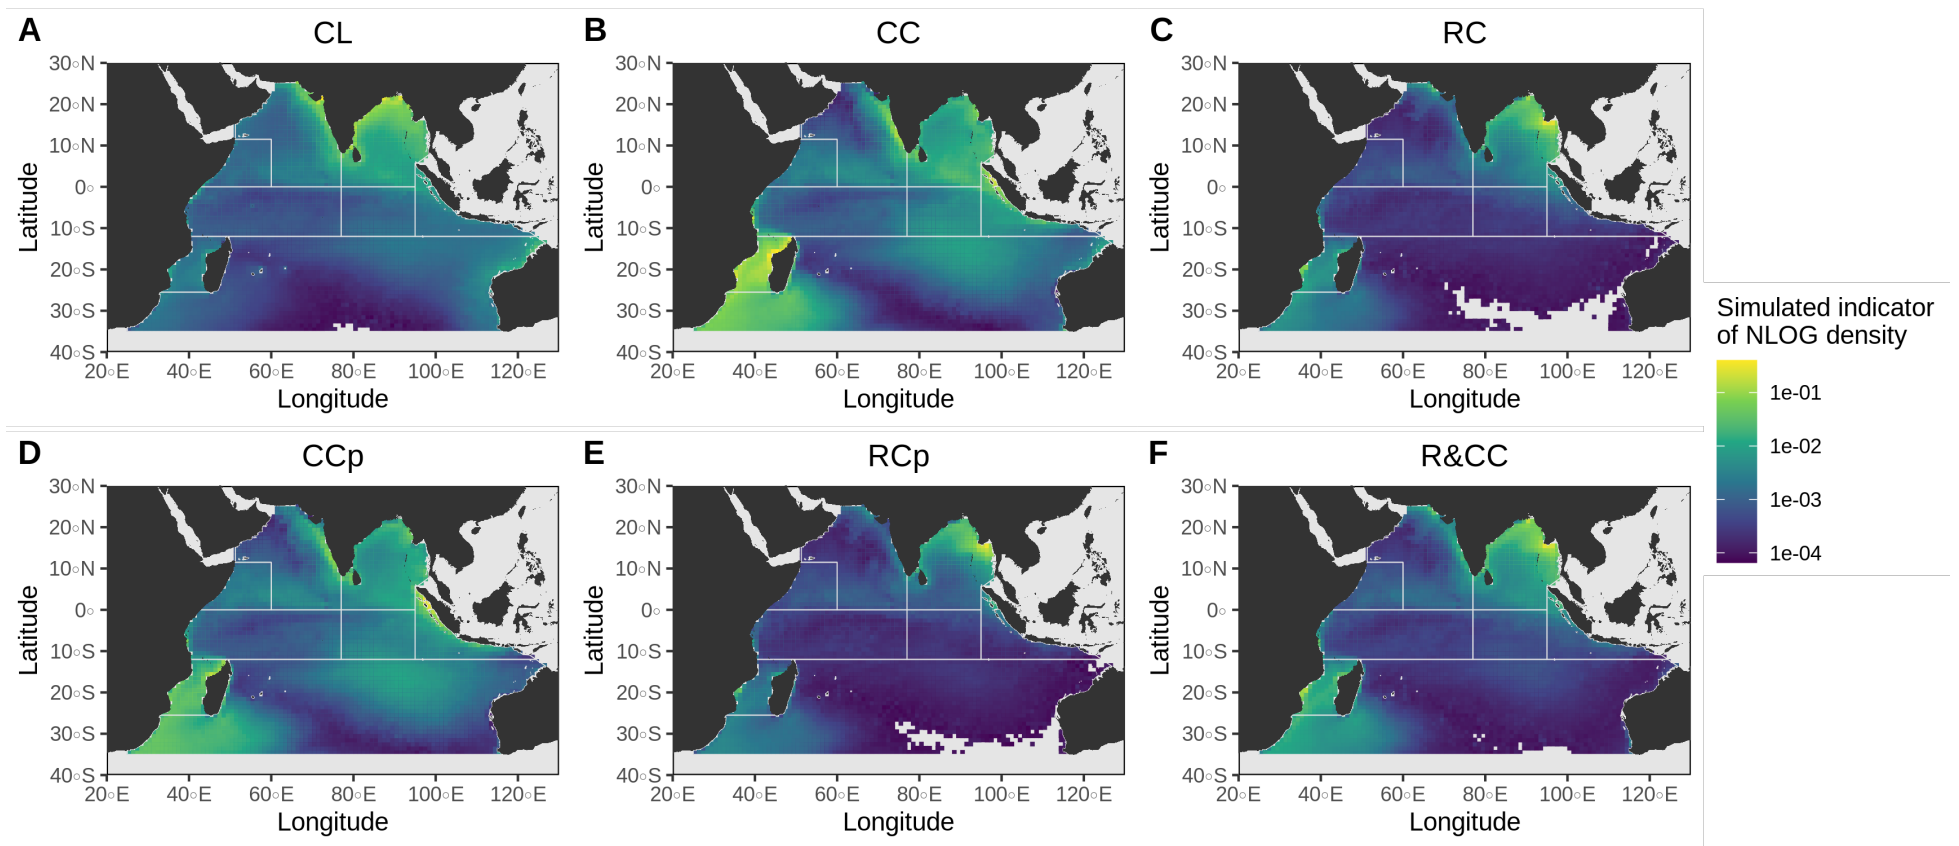 A CL
30◦N
20◦N
10◦N
0◦
10◦S
20◦S
30◦S
40◦S
20◦E 40◦E 60◦E 80◦E 100◦E 120◦E
Latitude
Longitude
B CC
30◦N
20◦N
10◦N
0◦
10◦S
20◦S
30◦S
40◦S
20◦E 40◦E 60◦E 80◦E 100◦E 120◦E
Latitude
Longitude
C RC
30◦N
20◦N
10◦N
0◦
10◦S
20◦S
30◦S
40◦S
20◦E 40◦E 60◦E 80◦E 100◦E 120◦E
Latitude
Longitude
D CCp
30◦N
20◦N
10◦N
0◦
10◦S
20◦S
30◦S
40◦S
20◦E 40◦E 60◦E 80◦E 100◦E 120◦E
Latitude
Longitude
E RCp
30◦N
20◦N
10◦N
0◦
10◦S
20◦S
30◦S
40◦S
20◦E 40◦E 60◦E 80◦E 100◦E 120◦E
Latitude
Longitude
F R&CC
30◦N
20◦N
10◦N
0◦
10◦S
20◦S
30◦S
40◦S
20◦E 40◦E 60◦E 80◦E 100◦E 120◦E
Latitude
Longitude
Simulated indicator
of NLOG density
1e-01
1e-02
1e-03
1e-04